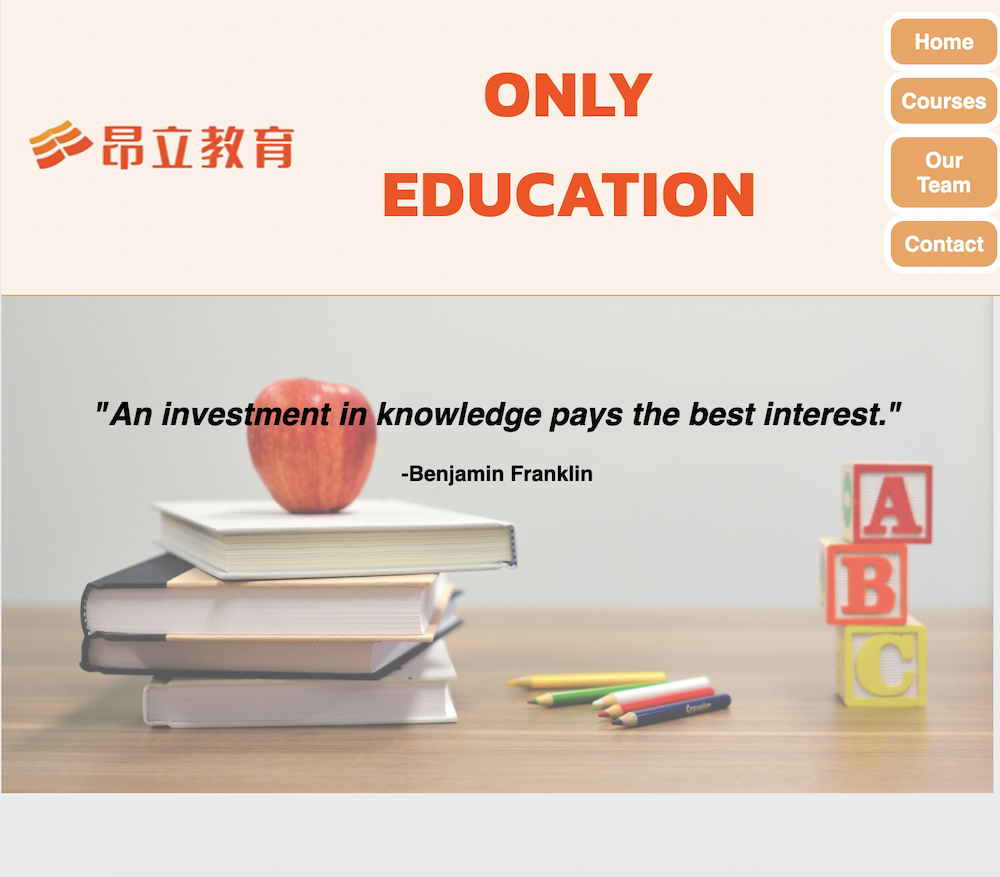 昂立教育
ONLY
EDUCATION
Home
Courses
Our
Team
Contact
"An investment in knowledge pays the best interest."
-Benjamin Franklin
A
B
C
Crayola